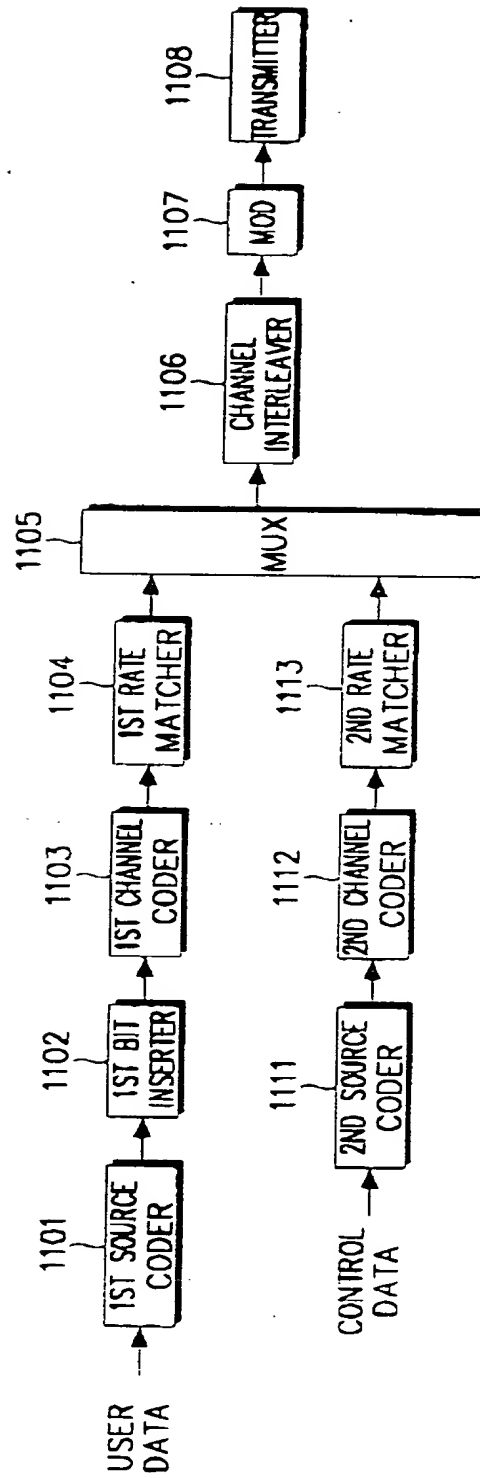 USER
DATA
1101
1ST SOURCE
CODER
1102
1ST BIT
INSERTER
1103
1ST CHANNEL
CODER
1104
1ST RATE
MATCHER
1105
MUX
1106
CHANNEL
INTERLEAVER
1107
MOD
1108
TRANSMITTER
CONTROL
DATA
1111
2ND SOURCE
CODER
1112
2ND CHANNEL
CODER
1113
2ND RATE
MATCHER